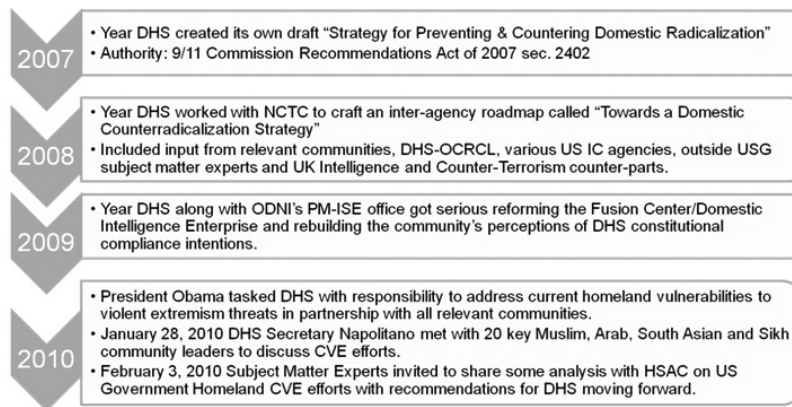 2007
• Year DHS created its own draft “Strategy for Preventing & Countering Domestic Radicalization”
• Authority: 9/11 Commission Recommendations Act of 2007 sec. 2402
2008
• Year DHS worked with NCTC to craft an inter-agency roadmap called “Towards a Domestic
Counterradicalization Strategy”
• Included input from relevant communities, DHS-OCRCL, various US IC agencies, outside USG
subject matter experts and UK Intelligence and Counter-Terrorism counter-parts.
2009
• Year DHS along with ODNI's PM-ISE office got serious reforming the Fusion Center/Domestic
Intelligence Enterprise and rebuilding the community's perceptions of DHS constitutional
compliance intentions.
2010
• President Obama tasked DHS with responsibility to address current homeland vulnerabilities to
violent extremism threats in partnership with all relevant communities.
• January 28, 2010 DHS Secretary Napolitano met with 20 key Muslim, Arab, South Asian and Sikh
community leaders to discuss CVE efforts.
• February 3, 2010 Subject Matter Experts invited to share some analysis with HSAC on US
Government Homeland CVE efforts with recommendations for DHS moving forward.